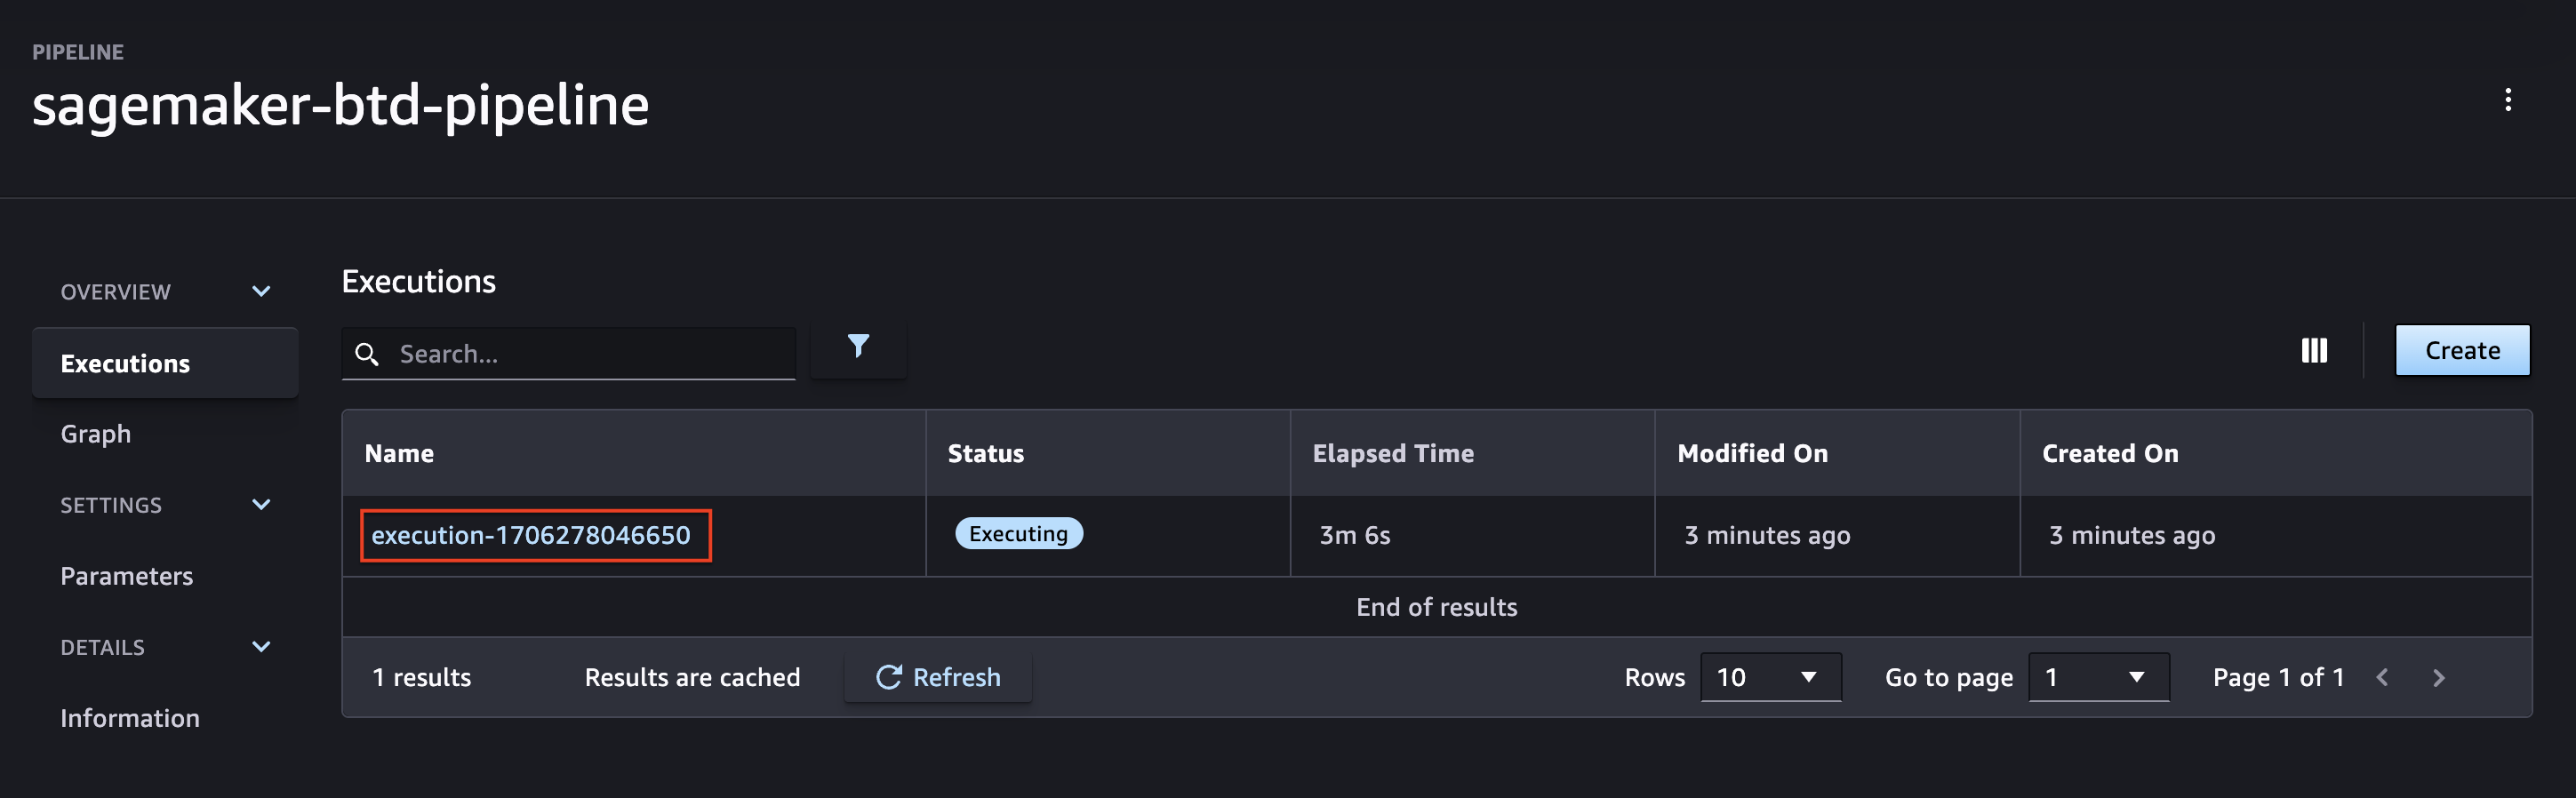 PIPELINE
sagemaker-btd-pipeline
OVERVIEW
Executions
Graph
SETTINGS
Parameters
DETAILS
Information
Executions
Search...
Create
Name Status Elapsed Time Modified On Created On
execution-1706278046650 Executing 3m 6s 3 minutes ago 3 minutes ago
End of results
1 results Results are cached Refresh Rows 10 Go to page 1 Page 1 of 1